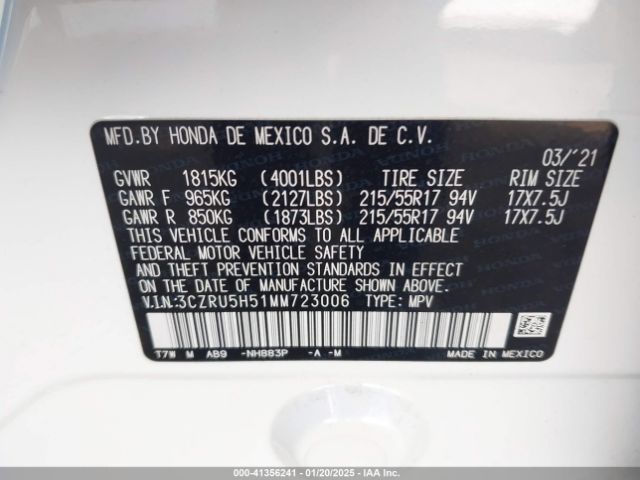 MFD.BY HONDA DE MEXICO S.A. DE C.V.
03/'21
GVWR 1815KG (4001LBS) TIRE SIZE RIM SIZE
GAWR F 965KG (2127LBS) 215/55R17 94V 17X7.5J
GAWR R 850KG (1873LBS) 215/55R17 94V 17X7.5J
THIS VEHICLE CONFORMS TO ALL APPLICABLE
FEDERAL MOTOR VEHICLE SAFETY
AND THEFT PREVENTION STANDARDS IN EFFECT
ON THE DATE OF MANUFACTURE SHOWN ABOVE.
V.I.N.:3CZRU5H51MM723006 TYPE: MPV
T7W M AB9 -NH883P -A -M MADE IN MEXICO
000-41356241 - 01/20/2025 - IAAI.COM